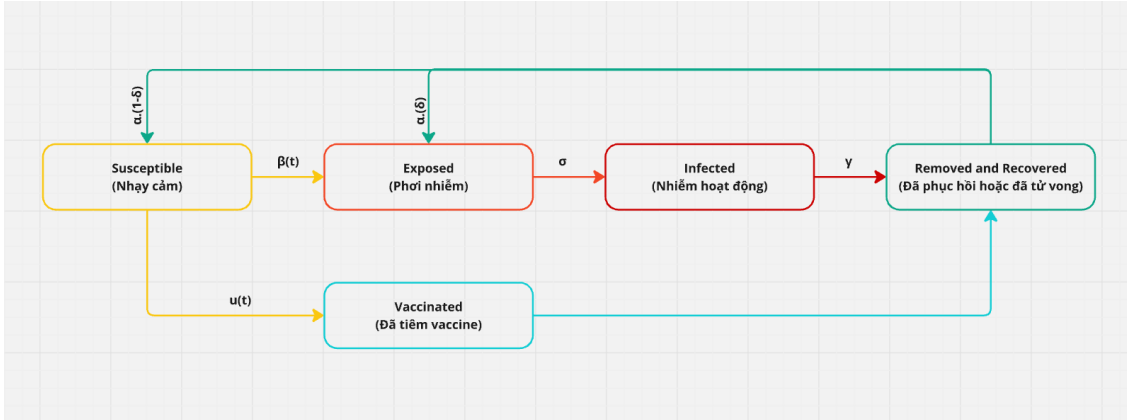 α.(1-δ)
α.(δ)
Susceptible
(Nhạy cảm)
β(t)
Exposed
(Phơi nhiễm)
σ
Infected
(Nhiễm hoạt động)
γ
Removed and Recovered
(Đã phục hồi hoặc đã tử vong)
u(t)
Vaccinated
(Đã tiêm vaccine)